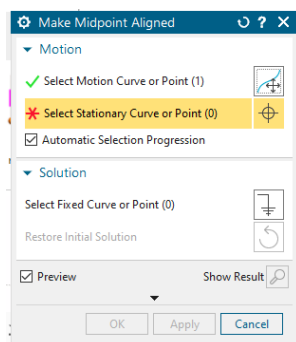 Make Midpoint Aligned
Motion
Select Motion Curve or Point (1)
Select Stationary Curve or Point (0)
Automatic Selection Progression
Solution
Select Fixed Curve or Point (0)
Restore Initial Solution
Preview Show Result
OK Apply Cancel